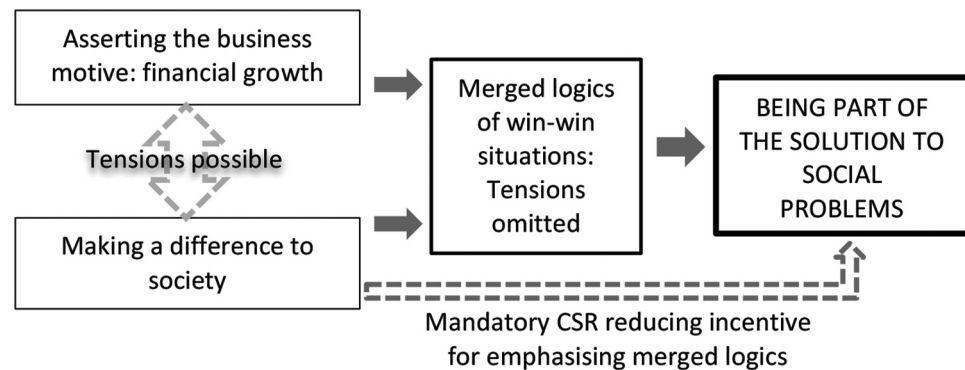 Asserting the business
motive: financial growth
Tensions possible
Making a difference to
society
Merged logics
of win-win
situations:
Tensions
omitted
BEING PART OF
THE SOLUTION TO
SOCIAL
PROBLEMS
Mandatory CSR reducing incentive
for emphasising merged logics